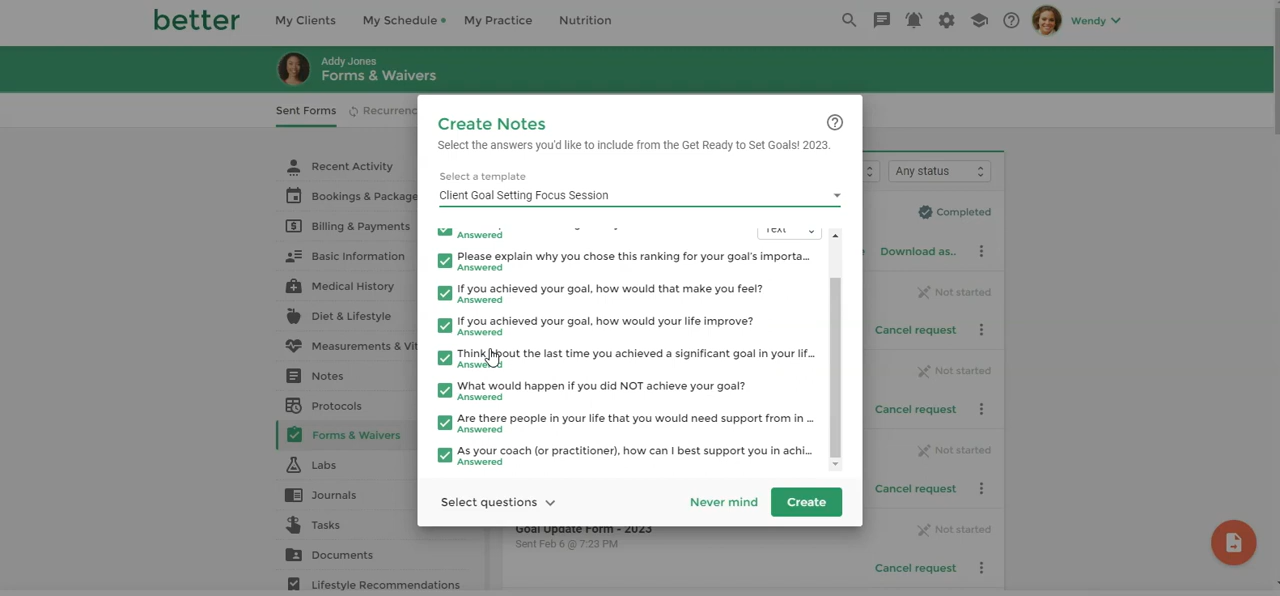 better
My Clients
My Schedule
My Practice
Nutrition
Wendy
Addy Jones
Forms & Waivers
Sent Forms
Recurrenc
Recent Activity
Bookings & Package
Billing & Payments
Basic Information
Medical History
Diet & Lifestyle
Measurements & Vit
Notes
Protocols
Forms & Waivers
Labs
Journals
Tasks
Documents
Lifestyle Recommendations
Create Notes
Select the answers you'd like to include from the Get Ready to Set Goals! 2023.
Select a template
Client Goal Setting Focus Session
Answered
Text
Please explain why you chose this ranking for your goal's importa...
Answered
If you achieved your goal, how would that make you feel?
Answered
If you achieved your goal, how would your life improve?
Answered
Think about the last time you achieved a significant goal in your lif...
Answered
What would happen if you did NOT achieve your goal?
Answered
Are there people in your life that you would need support from in ...
Answered
As your coach (or practitioner), how can I best support you in achi...
Answered
Select questions
Never mind
Create
Any status
Completed
Download as..
Not started
Cancel request
Not started
Cancel request
Not started
Cancel request
Goal Update Form - 2023
Sent Feb 6 @ 7:23 PM
Not started
Cancel request